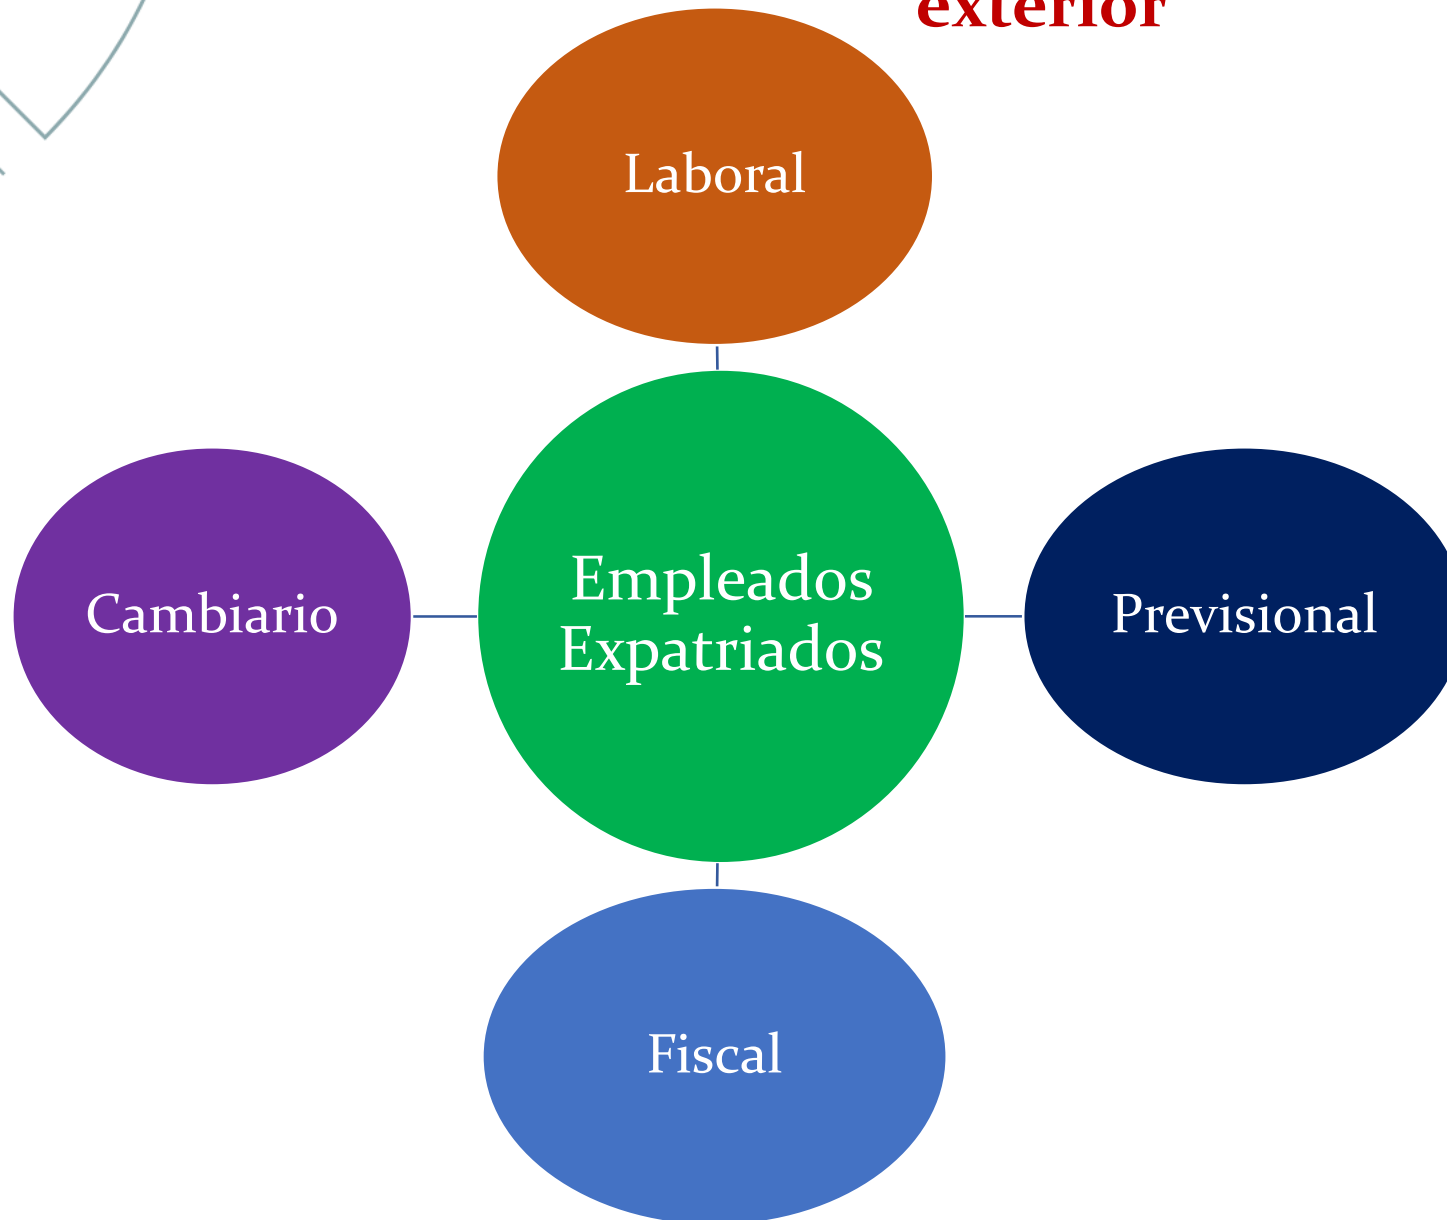 exterior
Laboral
Cambiario
Empleados
Expatriados
Previsional
Fiscal